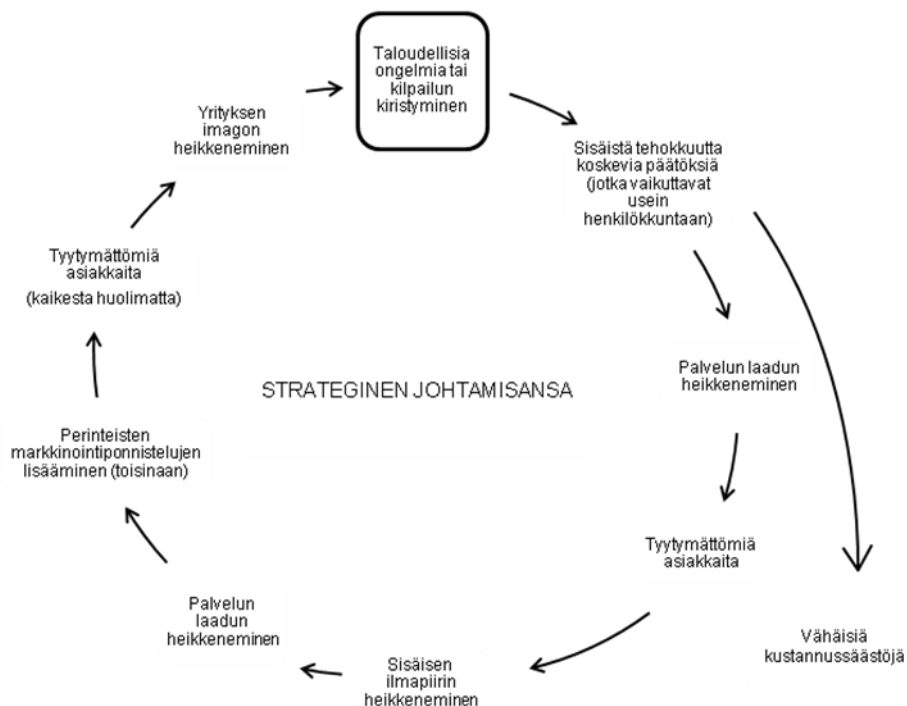 Taloudellisia
ongelmia tai
kilpailun
kiristyminen
Sisäistä tehokkuutta
koskevia päätöksiä
(jotka vaikuttavat
usein
henkilökkuntaan)
Palvelun laadun
heikkeneminen
Tyytymättömiä
asiakkaita
Vähäisiä
kustannussäästöjä
Sisäisen
ilmapiirin
heikkeneminen
Palvelun
laadun
heikkeneminen
Perinteisten
markkinointiponnistelujen
lisääminen (toisinaan)
Tyytymättömiä
asiakkaita
(kaikesta huolimatta)
Yrityksen
imagon
heikkeneminen
STRATEGINEN JOHTAMISANSA